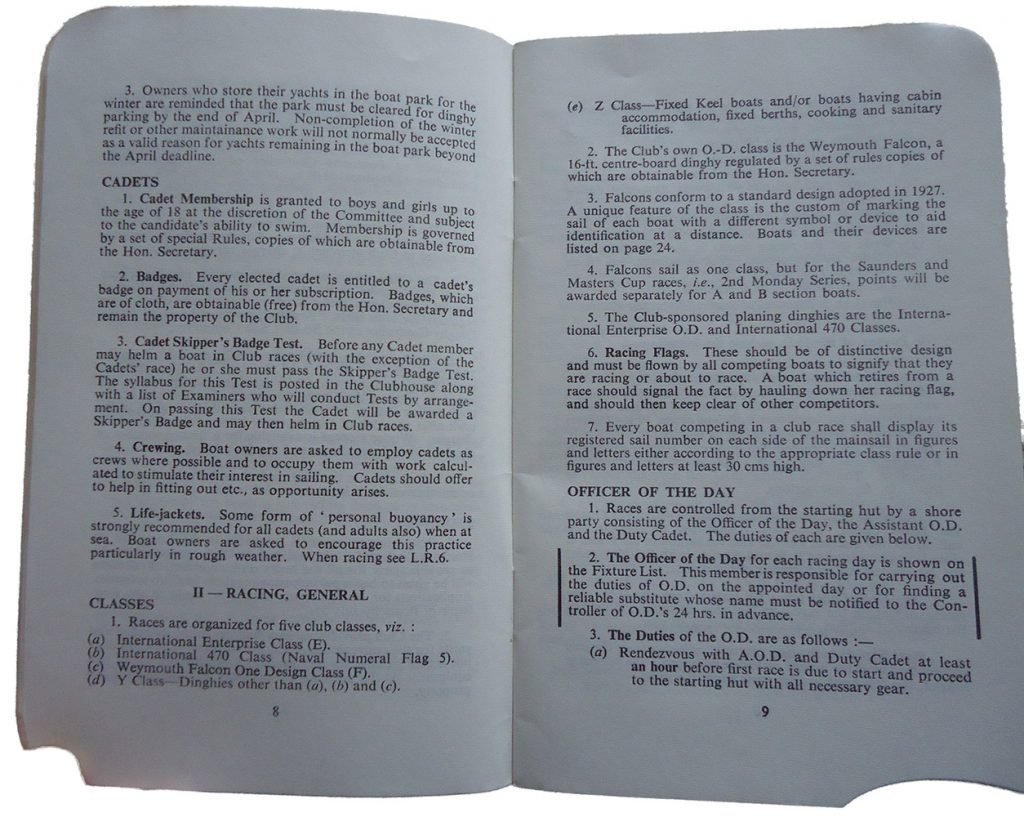 3. Owners who store their yachts in the boat park for the
winter are reminded that the park must be cleared for dinghy
parking by the end of April. Non-completion of the winter
refit or other maintainance work will not normally be accepted
as a valid reason for yachts remaining in the boat park beyond
the April deadline.
CADETS
1. Cadet Membership is granted to boys and girls up to
the age of 18 at the discretion of the Committee and subject
to the candidate's ability to swim. Membership is governed
by a set of special Rules, copies of which are obtainable from
the Hon. Secretary.
2. Badges. Every elected cadet is entitled to a cadet's
badge on payment of his or her subscription. Badges, which
are of cloth, are obtainable (free) from the Hon. Secretary and
remain the property of the Club.
3. Cadet Skipper's Badge Test. Before any Cadet member
may helm a boat in Club races (with the exception of the
Cadets' race) he or she must pass the Skipper's Badge Test.
The syllabus for this Test is posted in the Clubhouse along
with a list of Examiners who will conduct Tests by arrange-
ment. On passing this Test the Cadet will be awarded a
Skipper's Badge and may then helm in Club races.
4. Crewing. Boat owners are asked to employ cadets as
crews where possible and to occupy them with work calcul-
ated to stimulate their interest in sailing. Cadets should offer
to help in fitting out etc., as opportunity arises.
5. Life-jackets. Some form of ' personal buoyancy ' is
strongly recommended for all cadets (and adults also) when at
sea. Boat owners are asked to encourage this practice
particularly in rough weather. When racing see L.R.6.
II — RACING, GENERAL
CLASSES
1. Races are organized for five club classes, viz. :
(a) International Enterprise Class (E).
(b) International 470 Class (Naval Numeral Flag 5).
(c) Weymouth Falcon One Design Class (F).
(d) Y Class—Dinghies other than (a), (b) and (c).
8
(e) Z Class—Fixed Keel boats and/or boats having cabin
accommodation, fixed berths, cooking and sanitary
facilities.
2. The Club's own O.-D. class is the Weymouth Falcon, a
16-ft. centre-board dinghy regulated by a set of rules copies of
which are obtainable from the Hon. Secretary.
3. Falcons conform to a standard design adopted in 1927.
A unique feature of the class is the custom of marking the
sail of each boat with a different symbol or device to aid
identification at a distance. Boats and their devices are
listed on page 24.
4. Falcons sail as one class, but for the Saunders and
Masters Cup races, i.e., 2nd Monday Series, points will be
awarded separately for A and B section boats.
5. The Club-sponsored planing dinghies are the Interna-
tional Enterprise O.D. and International 470 Classes.
6. Racing Flags. These should be of distinctive design
and must be flown by all competing boats to signify that they
are racing or about to race. A boat which retires from a
race should signal the fact by hauling down her racing flag,
and should then keep clear of other competitors.
7. Every boat competing in a club race shall display its
registered sail number on each side of the mainsail in figures
and letters either according to the appropriate class rule or in
figures and letters at least 30 cms high.
OFFICER OF THE DAY
1. Races are controlled from the starting hut by a shore
party consisting of the Officer of the Day, the Assistant O.D.
and the Duty Cadet. The duties of each are given below.
2. The Officer of the Day for each racing day is shown on
the Fixture List. This member is responsible for carrying out
the duties of O.D. on the appointed day or for finding a
reliable substitute whose name must be notified to the Con-
troller of O.D.'s 24 hrs. in advance.
3. The Duties of the O.D. are as follows :—
(a) Rendezvous with A.O.D. and Duty Cadet at least
an hour before first race is due to start and proceed
to the starting hut with all necessary gear.
9